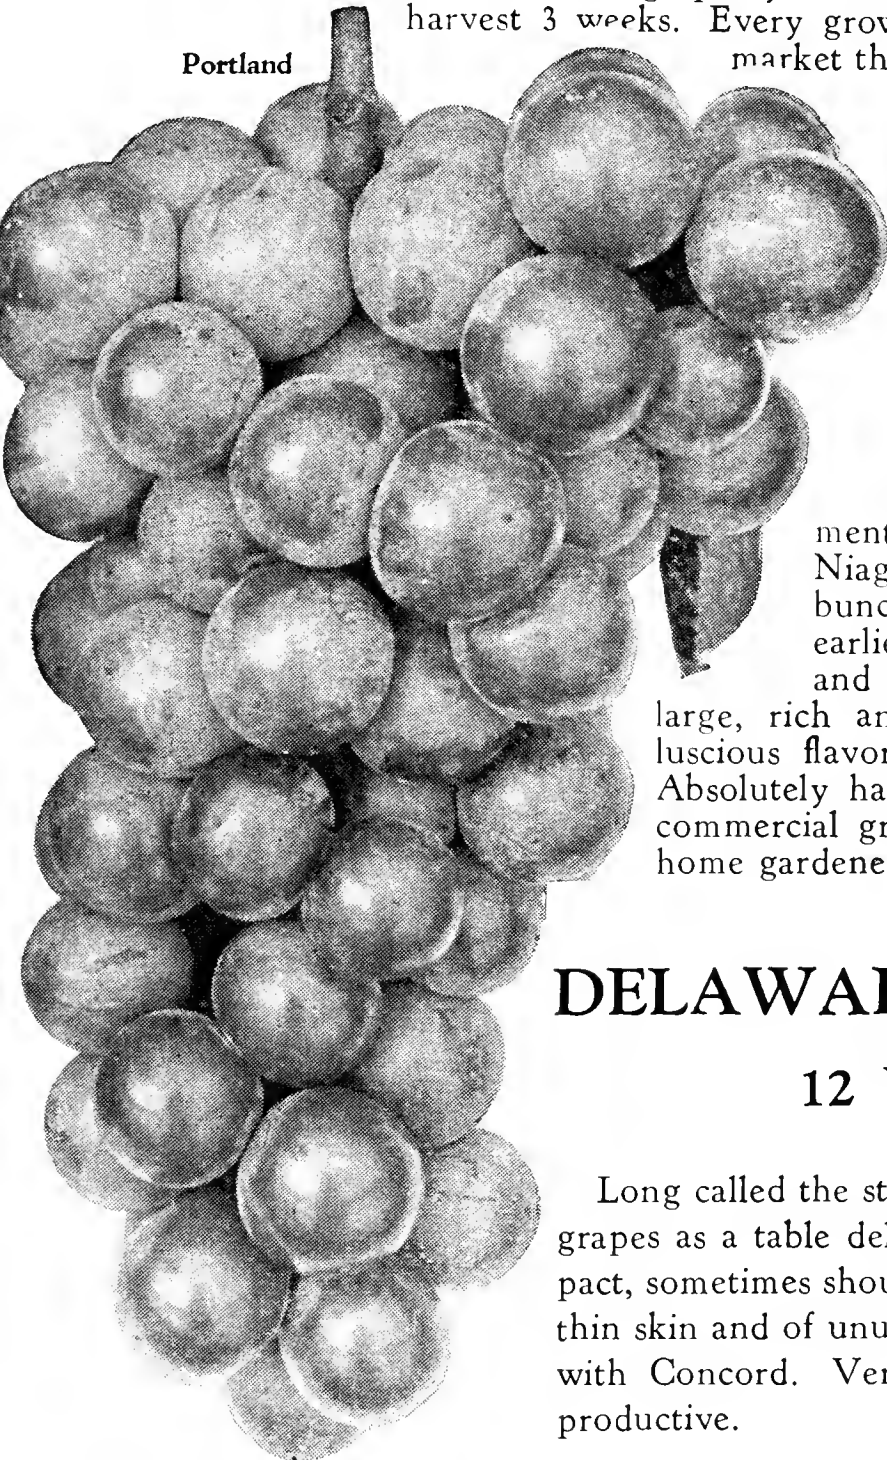 harvest 3 weeks. Every grov
Portland
market th
ment
Niag
bunc
earlie
and
large, rich an
luscious flavor
Absolutely ha
commercial gr
home gardene
DELAWAR
12
Long called the st
grapes as a table del
pact, sometimes shou
thin skin and of unu
with Concord. Ver
productive.